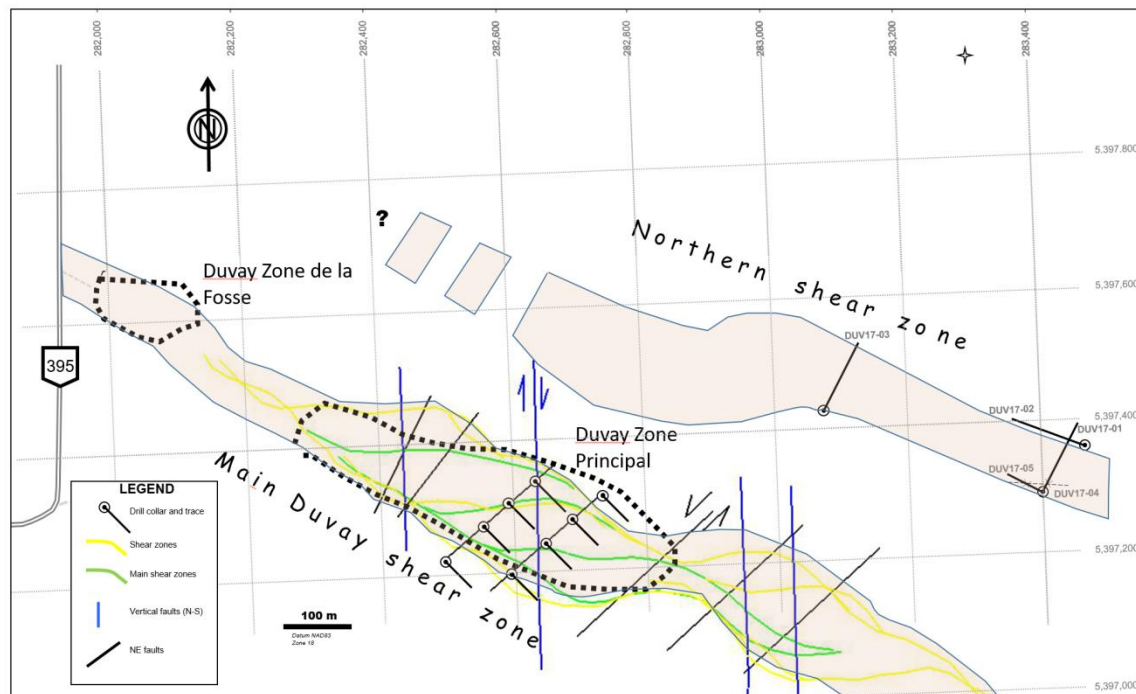 282,000
282,200
282,400
282,600
282,800
283,000
283,200
283,400
N
5,397,800
?
Northern shear zone
Duvay Zone de la
Fosse
5,397,600
DUV17-03
395
DUV17-02
5,397,400
DUV17-01
Duvay Zone
Principal
Main Duvay shear zone
DUV17-05
DUV17-04
LEGEND
Drill collar and trace
Shear zones
Main shear zones
Vertical faults (N-S)
NE faults
5,397,200
100 m
Datum NAD83
Zone 18
5,397,000